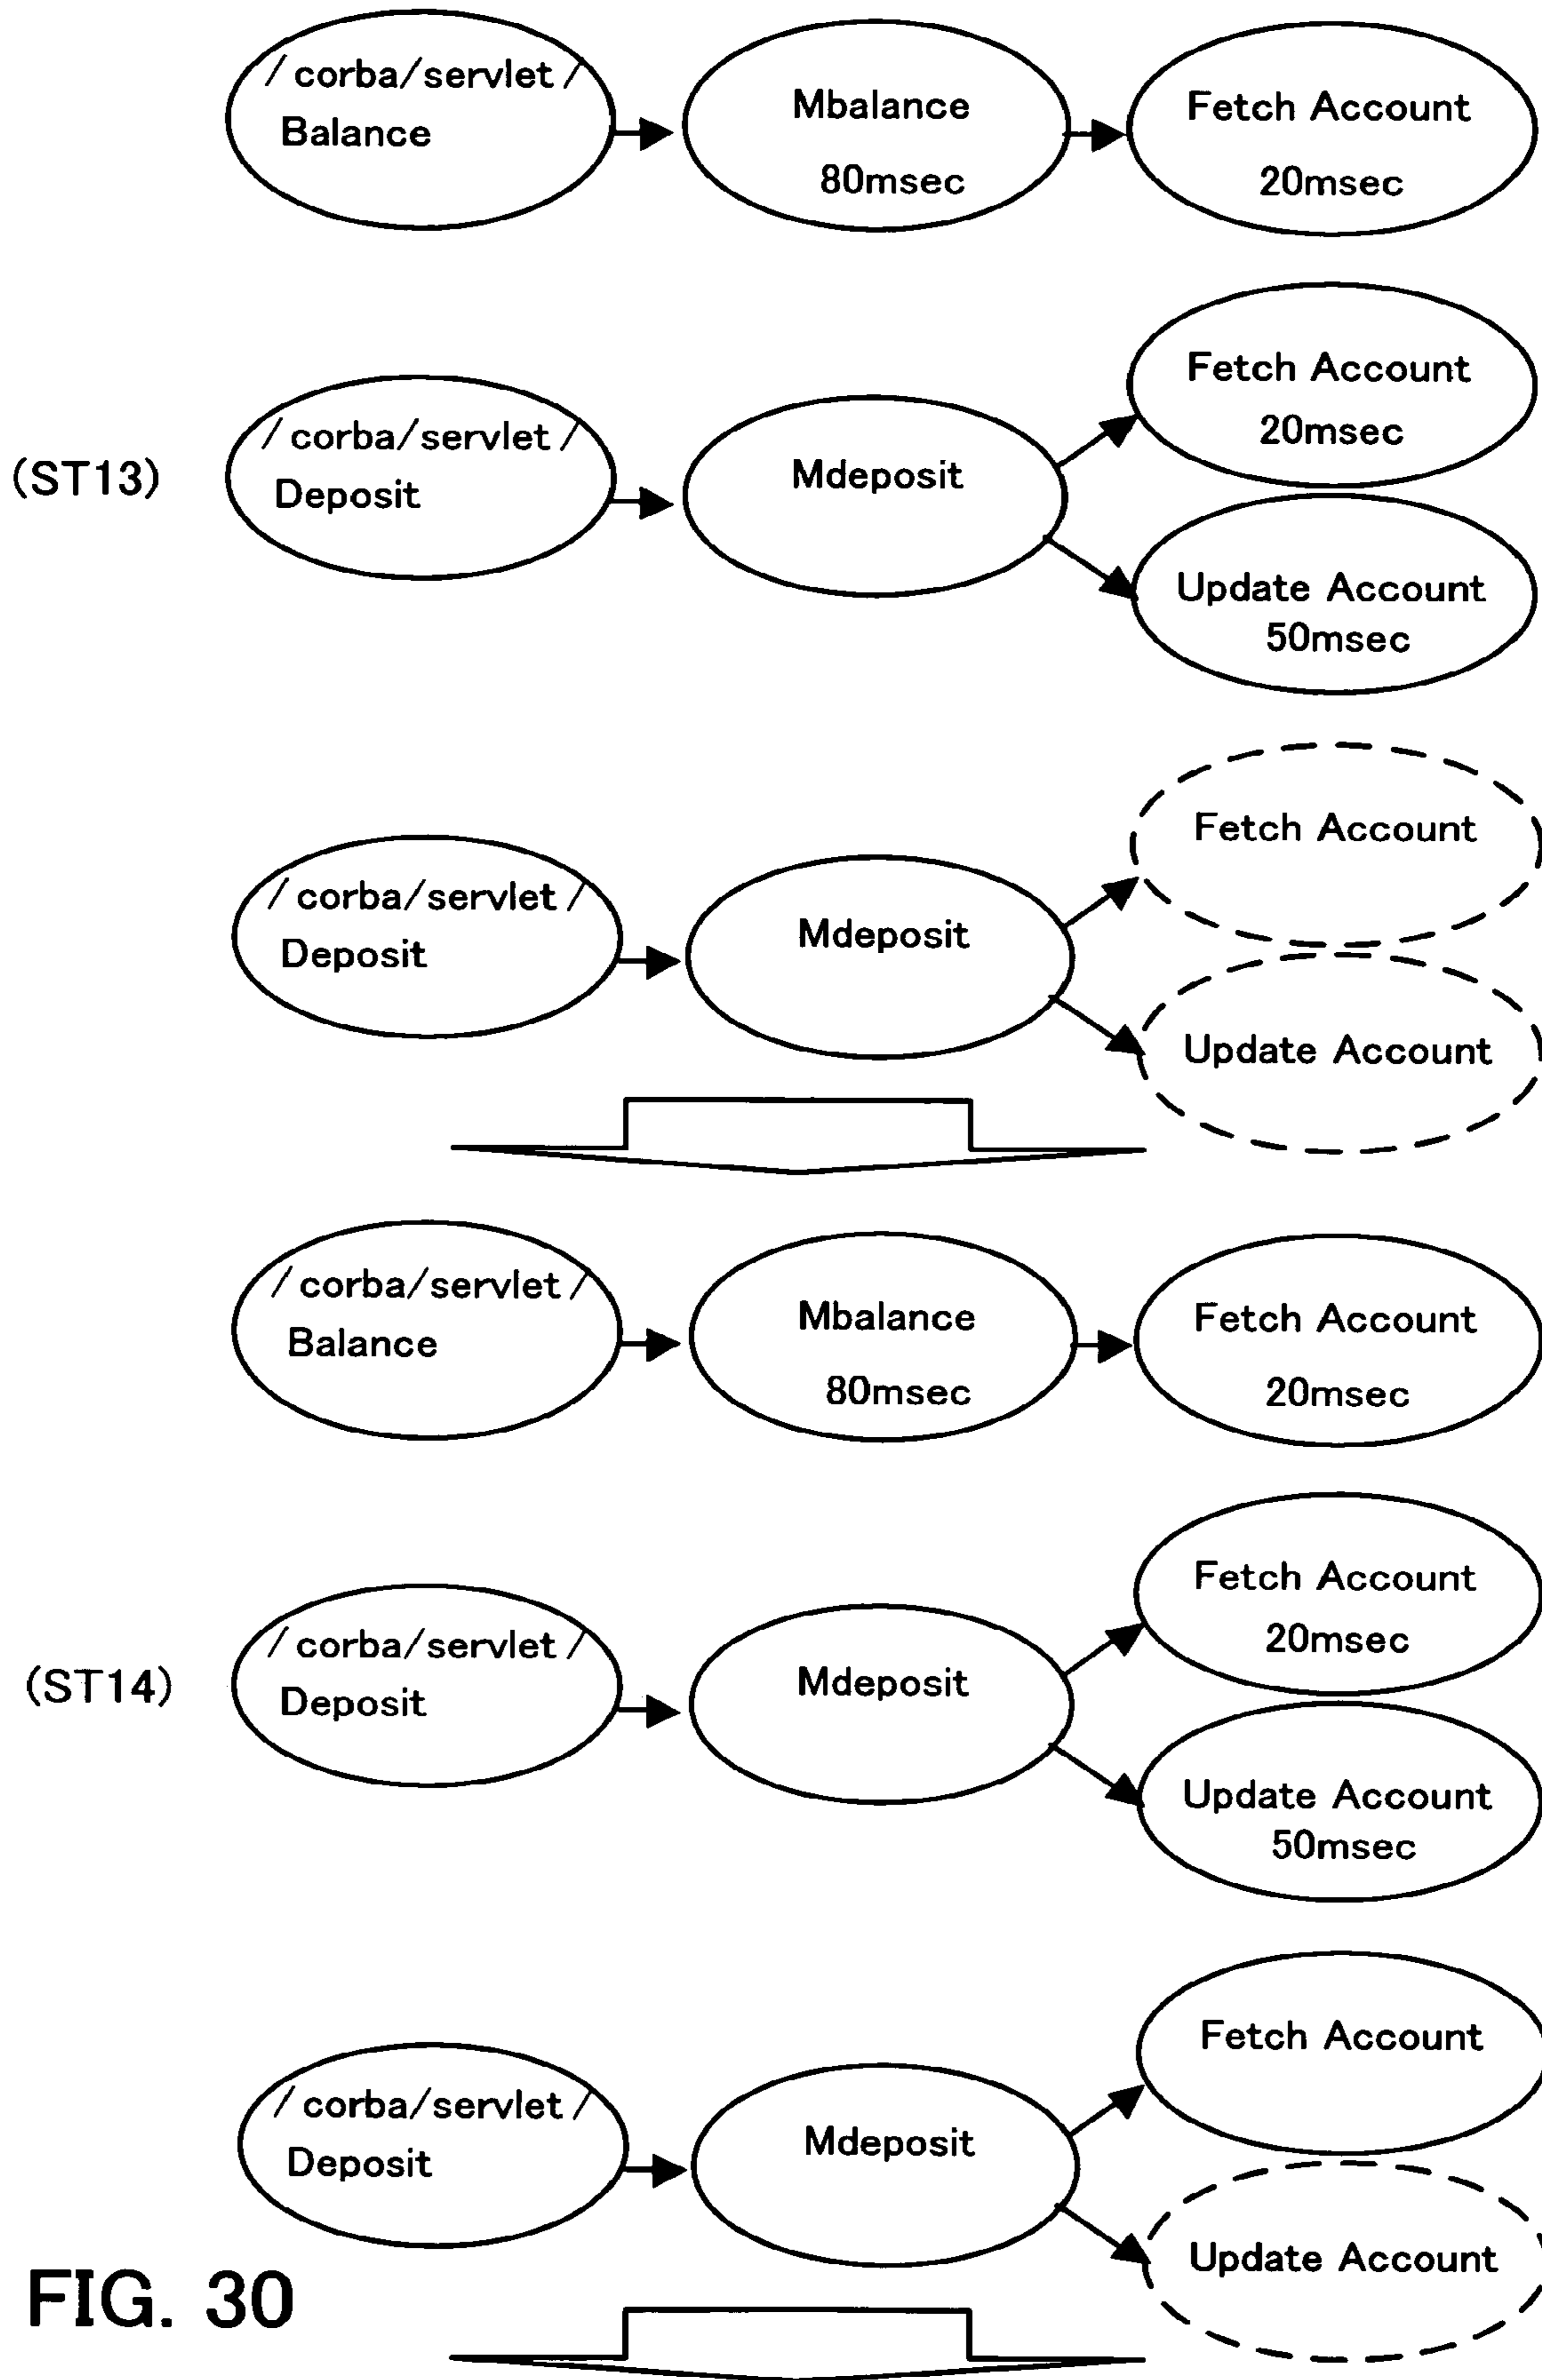 / corba/servlet /
Balance
Mbalance
80msec
Fetch Account
20msec
(ST13)
/ corba/servlet /
Deposit
Mdeposit
Fetch Account
20msec
Update Account
50msec
/ corba/servlet /
Deposit
Mdeposit
Fetch Account
Update Account
/ corba/servlet /
Balance
Mbalance
80msec
Fetch Account
20msec
(ST14)
/ corba/servlet /
Deposit
Mdeposit
Fetch Account
20msec
Update Account
50msec
/ corba/servlet /
Deposit
Mdeposit
Fetch Account
Update Account
FIG. 30